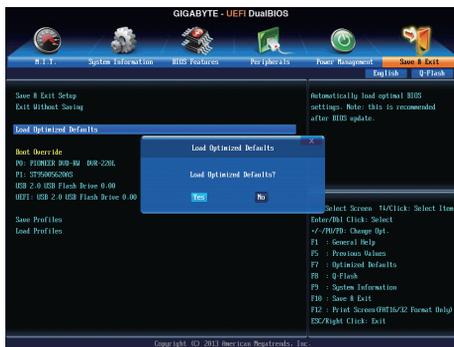 GIGABYTE - UEFI DualBIOS
M.I.T.
System Information
BIOS Features
Peripherals
Power Management
Save & Exit
English
Q-Flash
Save & Exit Setup
Exit Without Saving
Load Optimized Defaults
Boot Override
P0: PIONEER DVD-RW DVR-220L
P1: ST95005620AS
USB 2.0 USB Flash Drive 0.00
UEFI: USB 2.0 USB Flash Drive 0.00
Save Profiles
Load Profiles
Load Optimized Defaults
Load Optimized Defaults?
Yes
No
Automatically load optimal BIOS
settings. Note: this is recommended
after BIOS update.
Select Screen ↑↓/Click: Select Item
Enter/Dbl Click: Select
+/-/PU/PD: Change Opt.
F1 : General Help
F5 : Previous Values
F7 : Optimized Defaults
F8 : Q-Flash
F9 : System Information
F10 : Save & Exit
F12 : Print Screen(FAT16/32 Format Only)
ESC/Right Click: Exit
Copyright (C) 2013 American Megatrends, Inc.